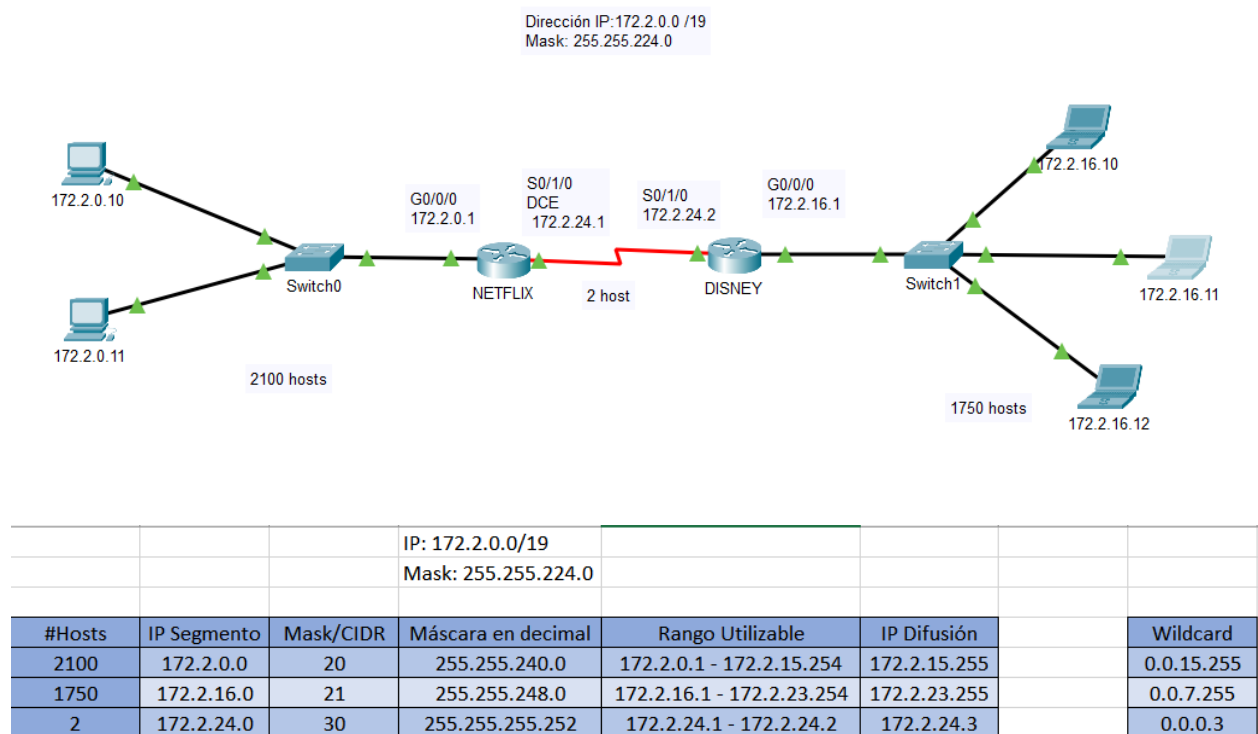 Dirección IP:172.2.0.0 /19
Mask: 255.255.224.0
172.2.0.10
172.2.0.11
Switch0
2100 hosts
G0/0/0
172.2.0.1
NETFLIX
S0/1/0
DCE
172.2.24.1
2 host
S0/1/0
172.2.24.2
DISNEY
G0/0/0
172.2.16.1
Switch1
172.2.16.10
172.2.16.11
172.2.16.12
1750 hosts
IP: 172.2.0.0/19
Mask: 255.255.224.0
#Hosts IP Segmento Mask/CIDR Máscara en decimal Rango Utilizable IP Difusión Wildcard
2100 172.2.0.0 20 255.255.240.0 172.2.0.1 - 172.2.15.254 172.2.15.255 0.0.15.255
1750 172.2.16.0 21 255.255.248.0 172.2.16.1 - 172.2.23.254 172.2.23.255 0.0.7.255
2 172.2.24.0 30 255.255.255.252 172.2.24.1 - 172.2.24.2 172.2.24.3 0.0.0.3